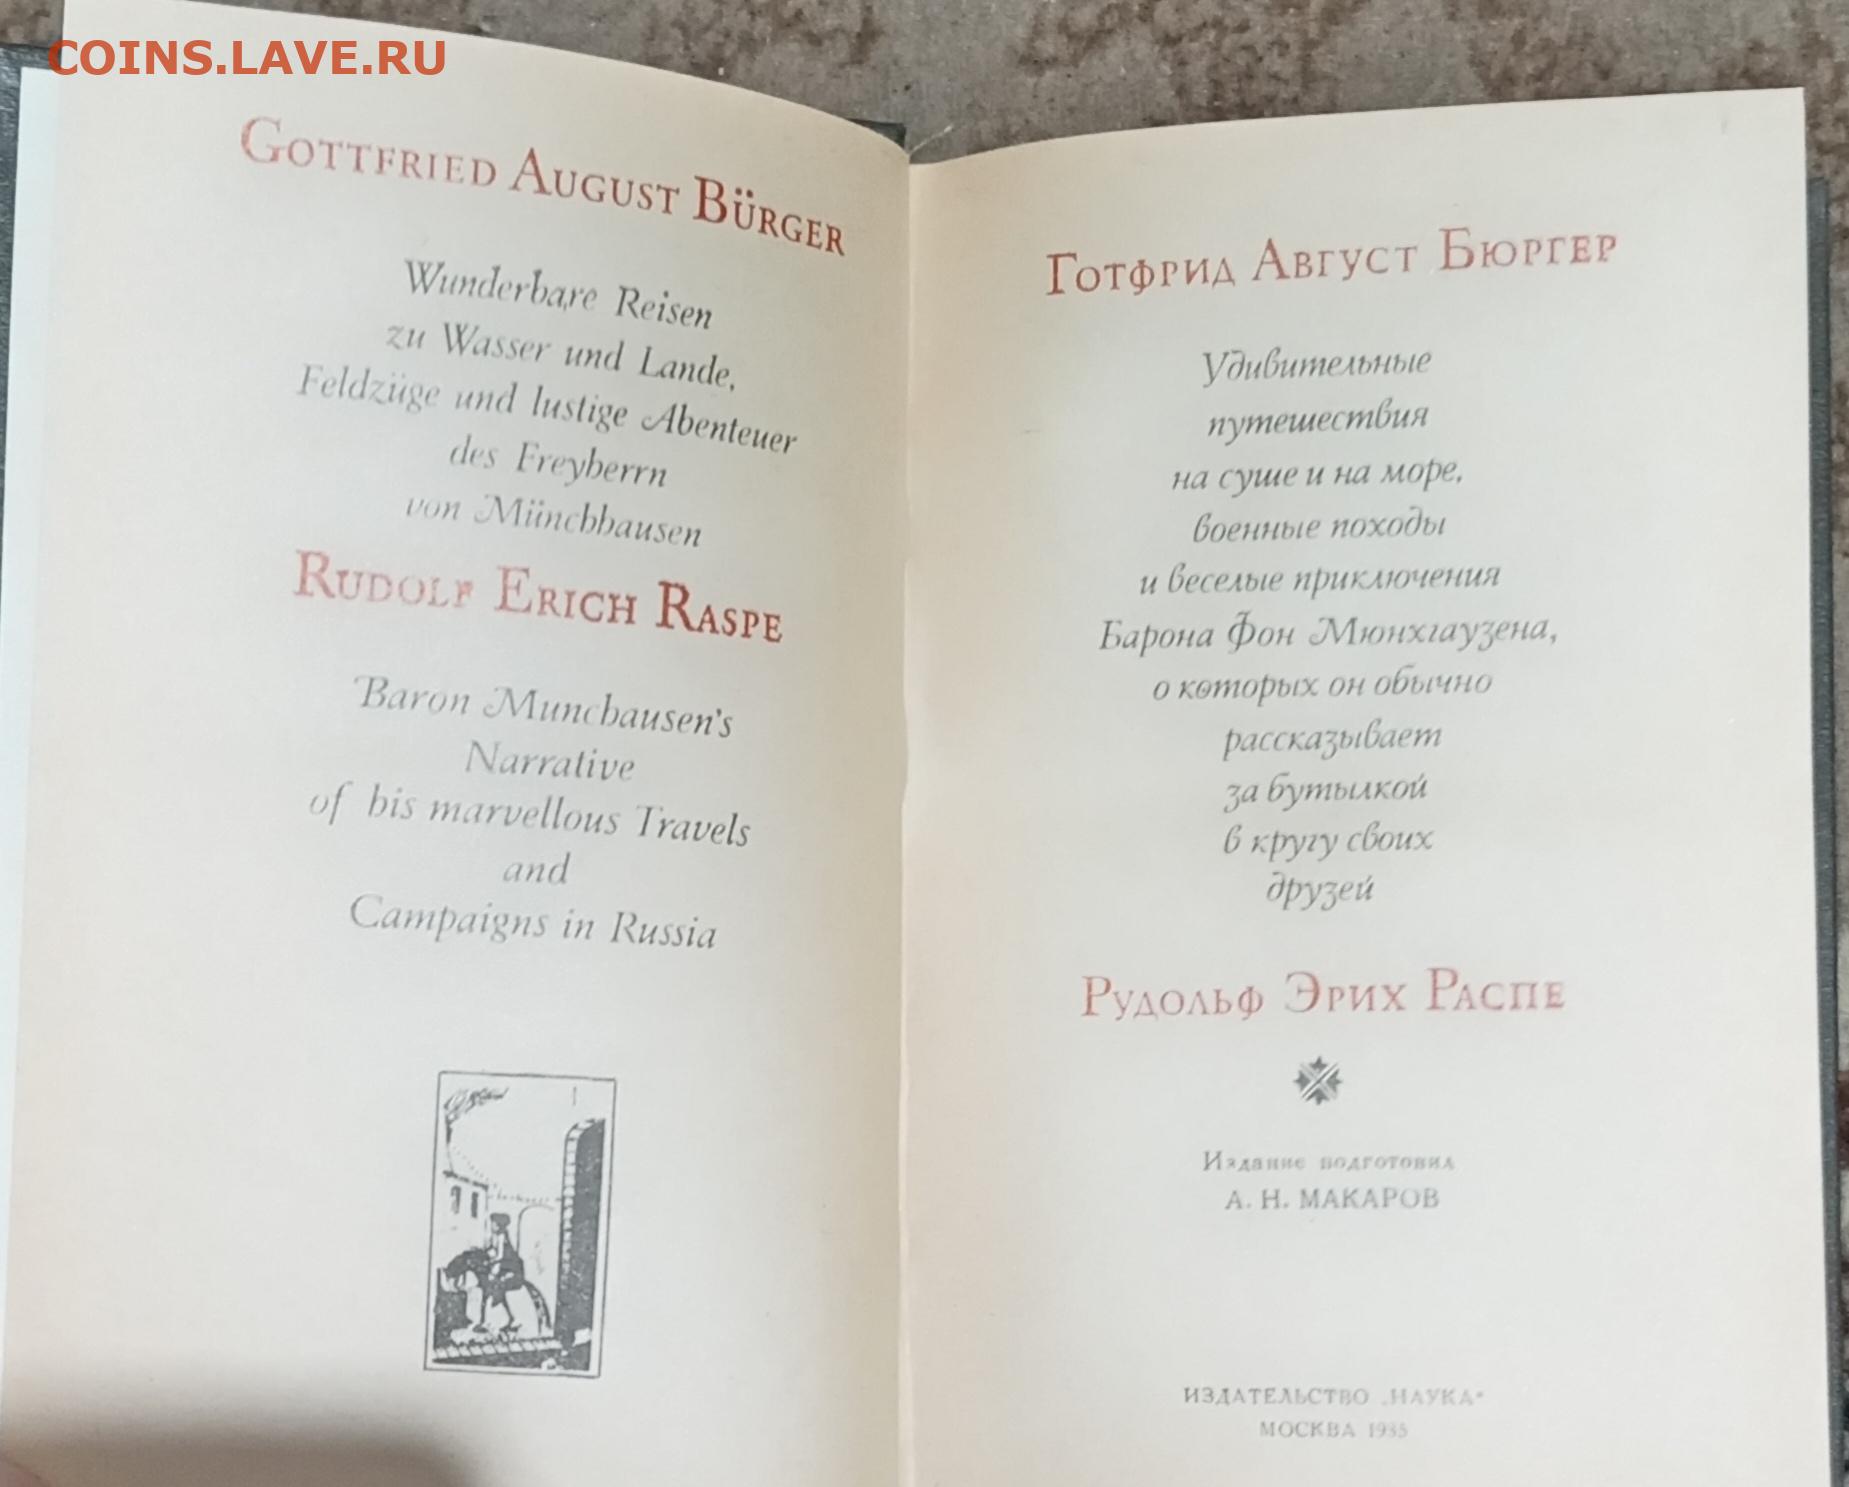 COINS.LAVE.RU
GOTTFRIED AUGUST BÜRGER
Wunderbare Reisen
zu Wasser und Lande,
Feldzüge und lustige Abenteuer
des Freyherrn
von Münchhausen
RUDOLF ERICH RASPE
Baron Munchausen's
Narrative
of his marvellous Travels
and
Campaigns in Russia
ГОТФРИД АВГУСТ БЮРГЕР
Удивительные
путешествия
на суше и на море,
военные походы
и веселые приключения
Барона Фон Мюнхгаузена,
о которых он обычно
рассказывает
за бутылкой
в кругу своих
друзей
РУДОЛЬФ ЭРИХ РАСПЕ
Издание подготовил
А. Н. МАКАРОВ
ИЗДАТЕЛЬСТВО „НАУКА“
МОСКВА 1985